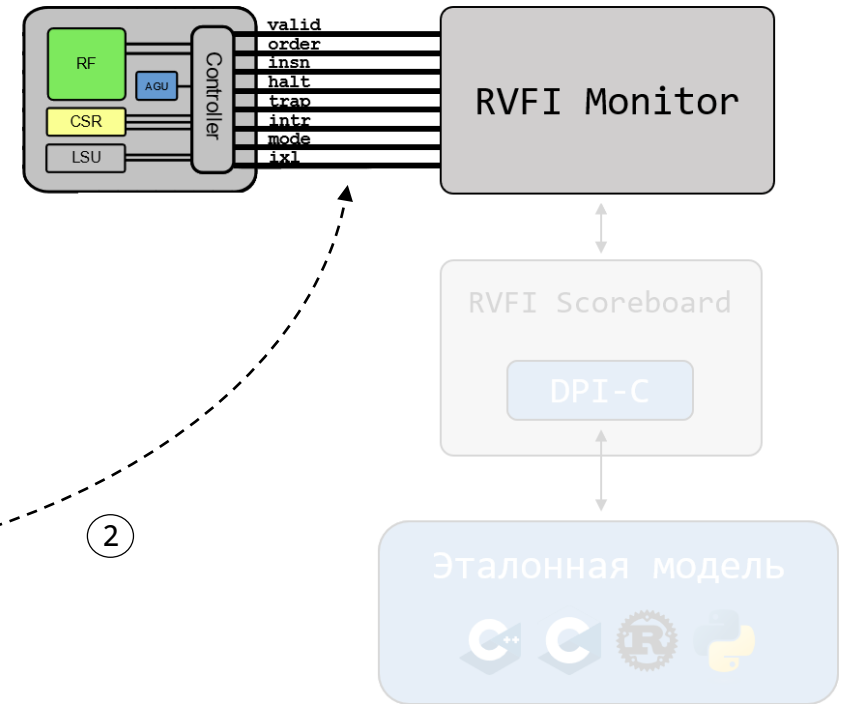 RF
AGU
CSR
LSU
Controller
valid
order
insn
halt
trap
intr
mode
ixl
RVFI Monitor
RVFI Scoreboard
DPI-C
2
Эталонная модель
C++
C
R